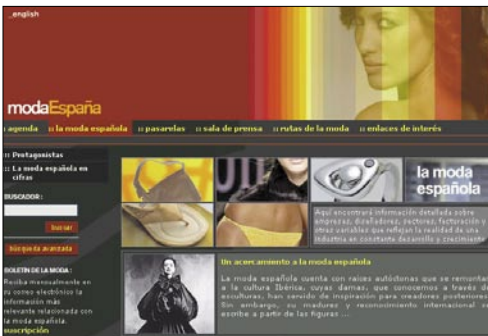 _english
modaEspaña
agenda :: la moda española :: pasarelas :: sala de prensa :: rutas de la moda :: enlaces de interés
:: Protagonistas
:: La moda española en
cifras
BUSCADOR:
buscar
búsqueda avanzada
BOLETÍN DE LA MODA:
Reciba mensualmente en
su correo electrónico la
información más
relevante relacionada con
la moda española.
suscripción
la moda
española
Aquí encontrará información detallada sobre
empresas, diseñadores, sectores, facturación y
otras variables que reflejan la realidad de una
industria en constante desarrollo y crecimiento
Un acercamiento a la moda española
La moda española cuenta con raíces autóctonas que se remontan
a la cultura Ibérica, cuyas damas, que conocemos a través de
esculturas, han servido de inspiración para creadores posteriores.
Sin embargo, su madurez y reconocimiento internacional se
escribe a partir de las figuras ...